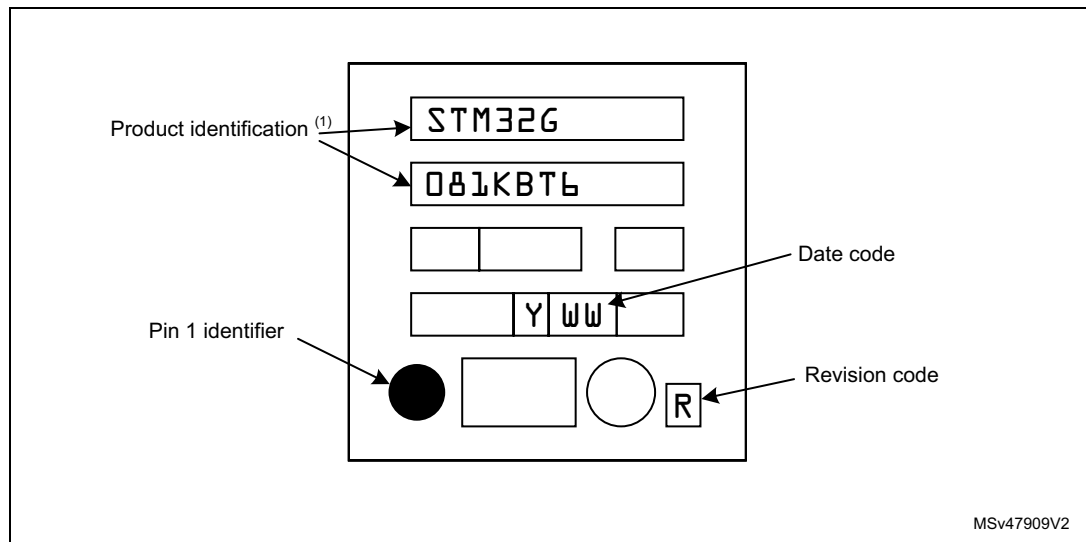 STM32G
Product identification (1)
081KBT6
Date code
Y WW
Pin 1 identifier
Revision code
R
MSv47909V2